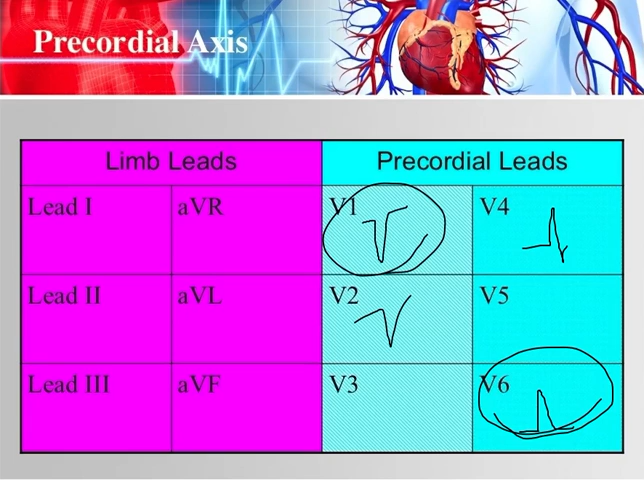 Precordial Axis
Limb Leads Precordial Leads
Lead I aVR V1 V4
Lead II aVL V2 V5
Lead III aVF V3 V6